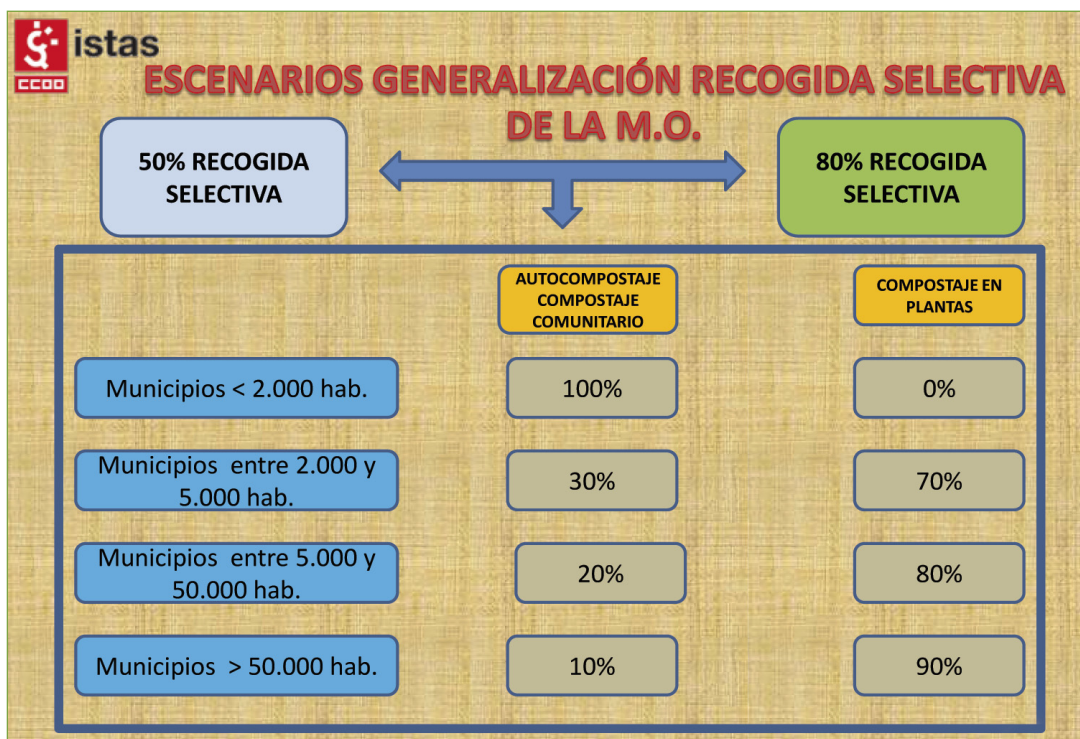 istas
CCOO
ESCENARIOS GENERALIZACIÓN RECOGIDA SELECTIVA
DE LA M.O.
50% RECOGIDA
SELECTIVA
80% RECOGIDA
SELECTIVA
AUTOCOMPOSTAJE
COMPOSTAJE
COMUNITARIO
COMPOSTAJE EN
PLANTAS
Municipios < 2.000 hab.
100%
0%
Municipios entre 2.000 y
5.000 hab.
30%
70%
Municipios entre 5.000 y
50.000 hab.
20%
80%
Municipios > 50.000 hab.
10%
90%